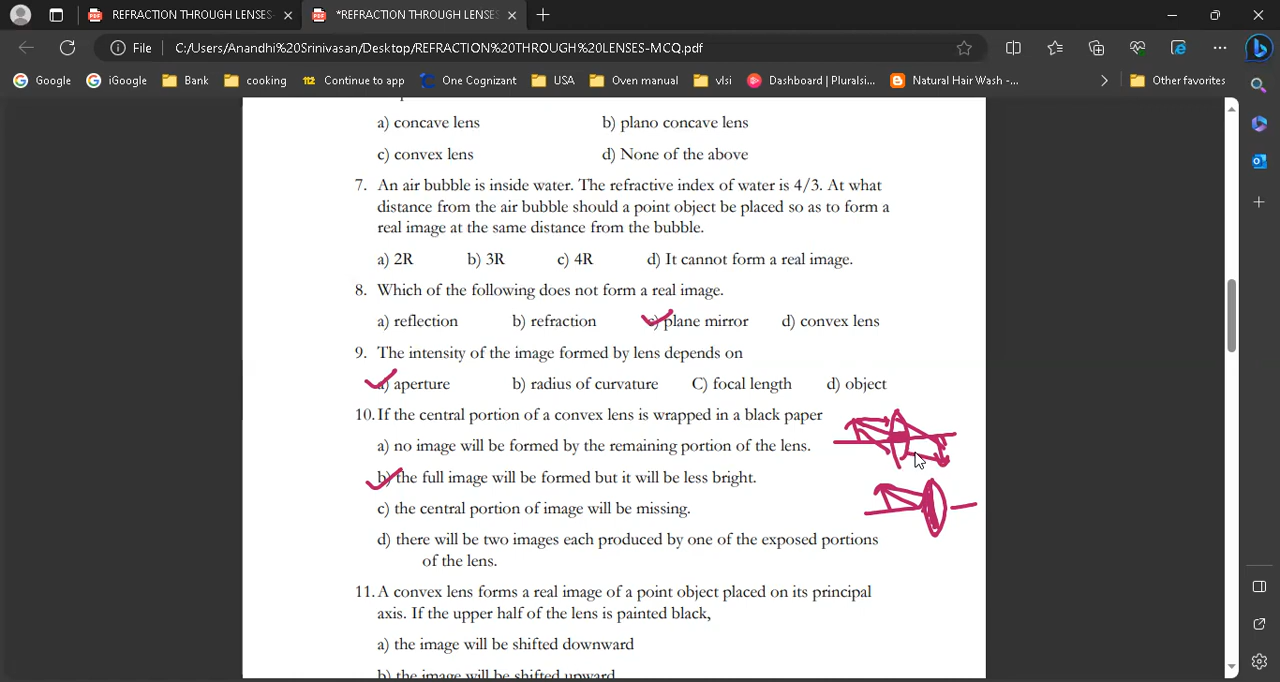 REFRACTION THROUGH LENSES-
*REFRACTION THROUGH LENSES
File
C:/Users/Anandhi%20Srinivasan/Desktop/REFRACTION%20THROUGH%20LENSES-MCQ.pdf
Google
iGoogle
Bank
cooking
Continue to app
One Cognizant
USA
Oven manual
vlsi
Dashboard | Pluralsi...
Natural Hair Wash -...
Other favorites
a) concave lens b) plano concave lens
c) convex lens d) None of the above
7. An air bubble is inside water. The refractive index of water is 4/3. At what
distance from the air bubble should a point object be placed so as to form a
real image at the same distance from the bubble.
a) 2R b) 3R c) 4R d) It cannot form a real image.
8. Which of the following does not form a real image.
a) reflection b) refraction c) plane mirror d) convex lens
9. The intensity of the image formed by lens depends on
a) aperture b) radius of curvature C) focal length d) object
10. If the central portion of a convex lens is wrapped in a black paper
a) no image will be formed by the remaining portion of the lens.
b) the full image will be formed but it will be less bright.
c) the central portion of image will be missing.
d) there will be two images each produced by one of the exposed portions
of the lens.
11. A convex lens forms a real image of a point object placed on its principal
axis. If the upper half of the lens is painted black,
a) the image will be shifted downward
b) the image will be shifted upward